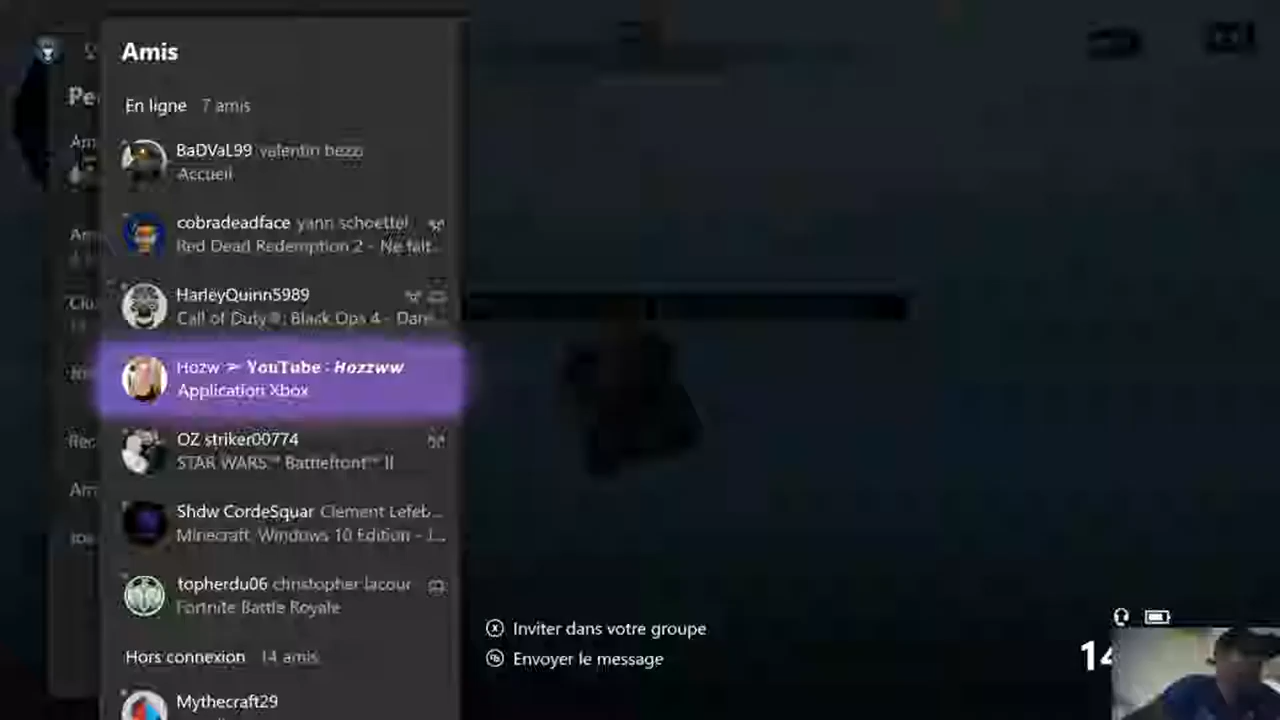 Amis
En ligne 7 amis
BaDVaL99 valentin bezzi
Accueil
cobradeadface yann schoettel
Red Dead Redemption 2 - Ne fait...
HarleyQuinn5989
Call of Duty®: Black Ops 4 - Dan...
Hozw ➣ YouTube : Hozzww
Application Xbox
OZ striker00774
STAR WARS™ Battlefront™ II
Shdw CordeSquar Clement Lefeb...
Minecraft: Windows 10 Edition - J...
topherdu06 christopher lacour
Fortnite Battle Royale
Hors connexion 14 amis
Mythecraft29
Inviter dans votre groupe
Envoyer le message
14